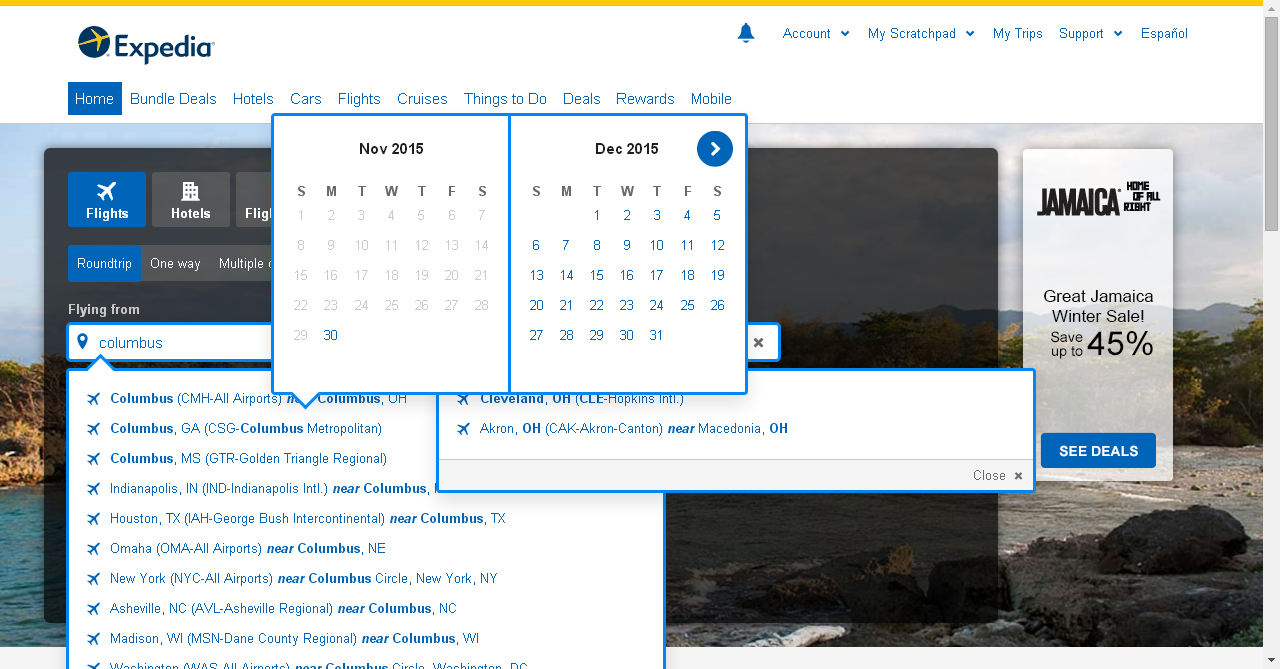 Expedia
Account
My Scratchpad
My Trips
Support
Español
Home
Bundle Deals
Hotels
Cars
Flights
Cruises
Things to Do
Deals
Rewards
Mobile
Nov 2015
S M T W T F S
1 2 3 4 5 6 7
8 9 10 11 12 13 14
15 16 17 18 19 20 21
22 23 24 25 26 27 28
29 30
Dec 2015
S M T W T F S
1 2 3 4 5
6 7 8 9 10 11 12
13 14 15 16 17 18 19
20 21 22 23 24 25 26
27 28 29 30 31
Flights
Hotels
Roundtrip
One way
Multiple
Flying from
columbus
Columbus (CMH-All Airports) Columbus, OH
Columbus, GA (CSG-Columbus Metropolitan)
Columbus, MS (GTR-Golden Triangle Regional)
Indianapolis, IN (IND-Indianapolis Intl.) near Columbus,
Houston, TX (IAH-George Bush Intercontinental) near Columbus, TX
Omaha (OMA-All Airports) near Columbus, NE
New York (NYC-All Airports) near Columbus Circle, New York, NY
Asheville, NC (AVL-Asheville Regional) near Columbus, NC
Madison, WI (MSN-Dane County Regional) near Columbus, WI
Washington (WAS-All Airports) near Columbus Circle, Washington, DC
Cleveland, OH (CLE-Hopkins Intl.)
Akron, OH (CAK-Akron-Canton) near Macedonia, OH
Close
JAMAICA
HOME OF ALL RIGHT
Great Jamaica
Winter Sale!
Save up to 45%
SEE DEALS